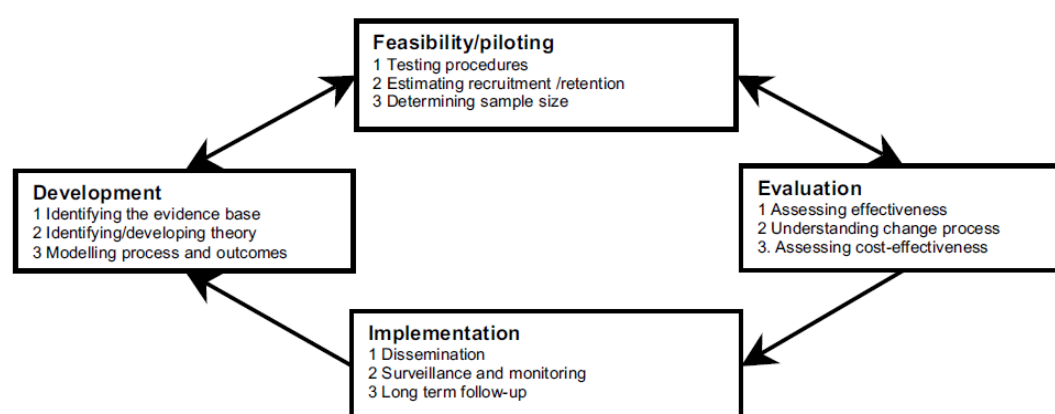 Feasibility/piloting
1 Testing procedures
2 Estimating recruitment /retention
3 Determining sample size
Development
1 Identifying the evidence base
2 Identifying/developing theory
3 Modelling process and outcomes
Evaluation
1 Assessing effectiveness
2 Understanding change process
3. Assessing cost-effectiveness
Implementation
1 Dissemination
2 Surveillance and monitoring
3 Long term follow-up